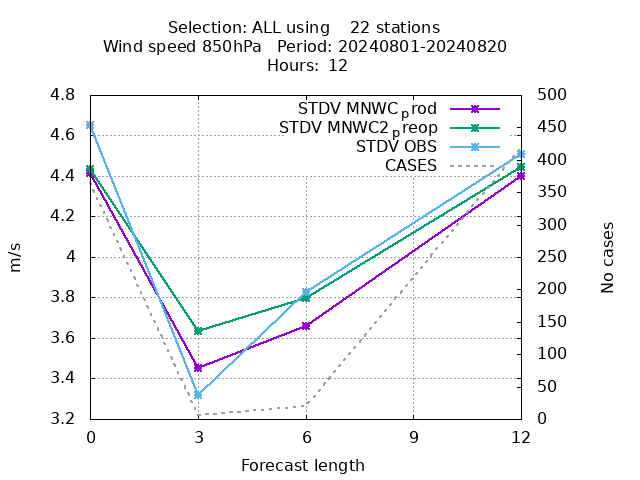 Selection: ALL using    22 stations
Wind speed 850hPa   Period: 20240801-20240820
Hours:  12
4.8
4.6
4.4
4.2
4
3.8
3.6
3.4
3.2
m/s
STDV MNWCprod
STDV MNWC2preop
STDV OBS
CASES
500
450
400
350
300
250
200
150
100
50
0
No cases
0 3 6 9 12
Forecast length